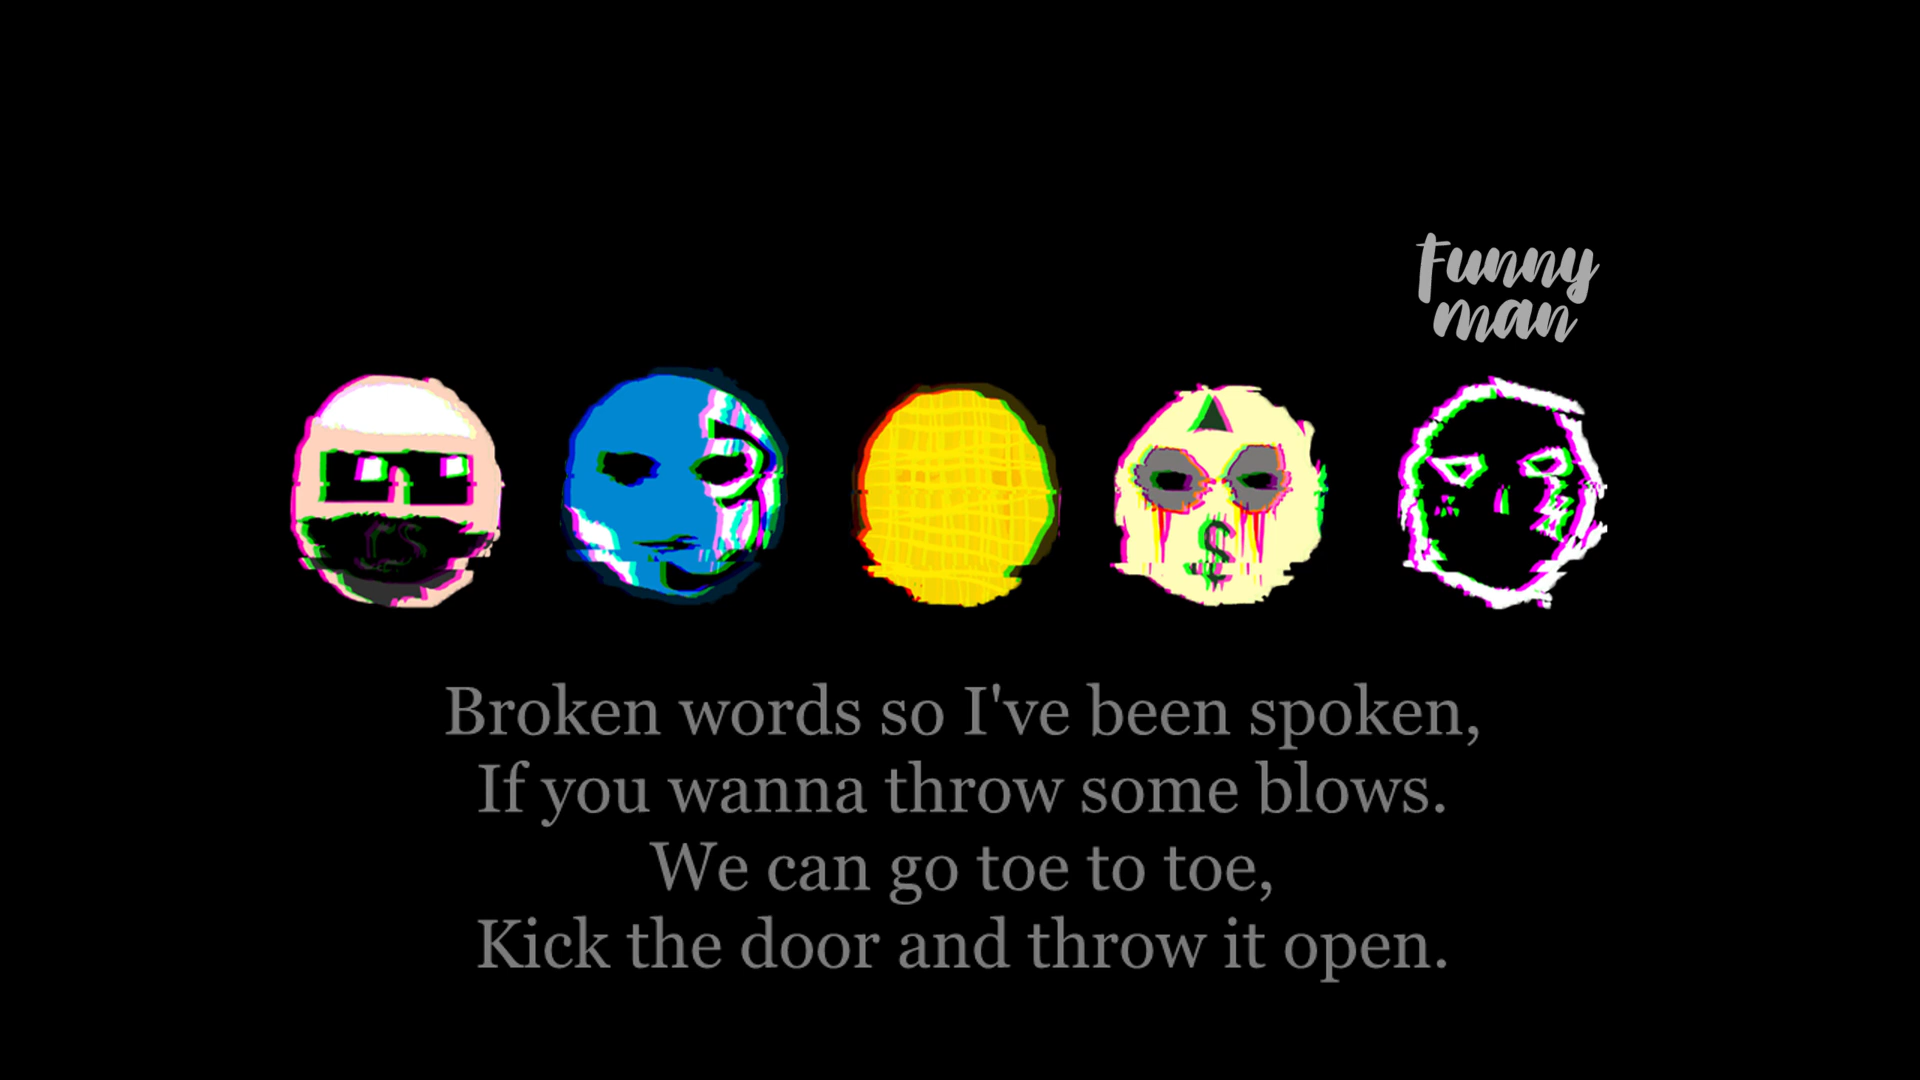 Funny
man
$
Broken words so I've been spoken,
If you wanna throw some blows.
We can go toe to toe,
Kick the door and throw it open.